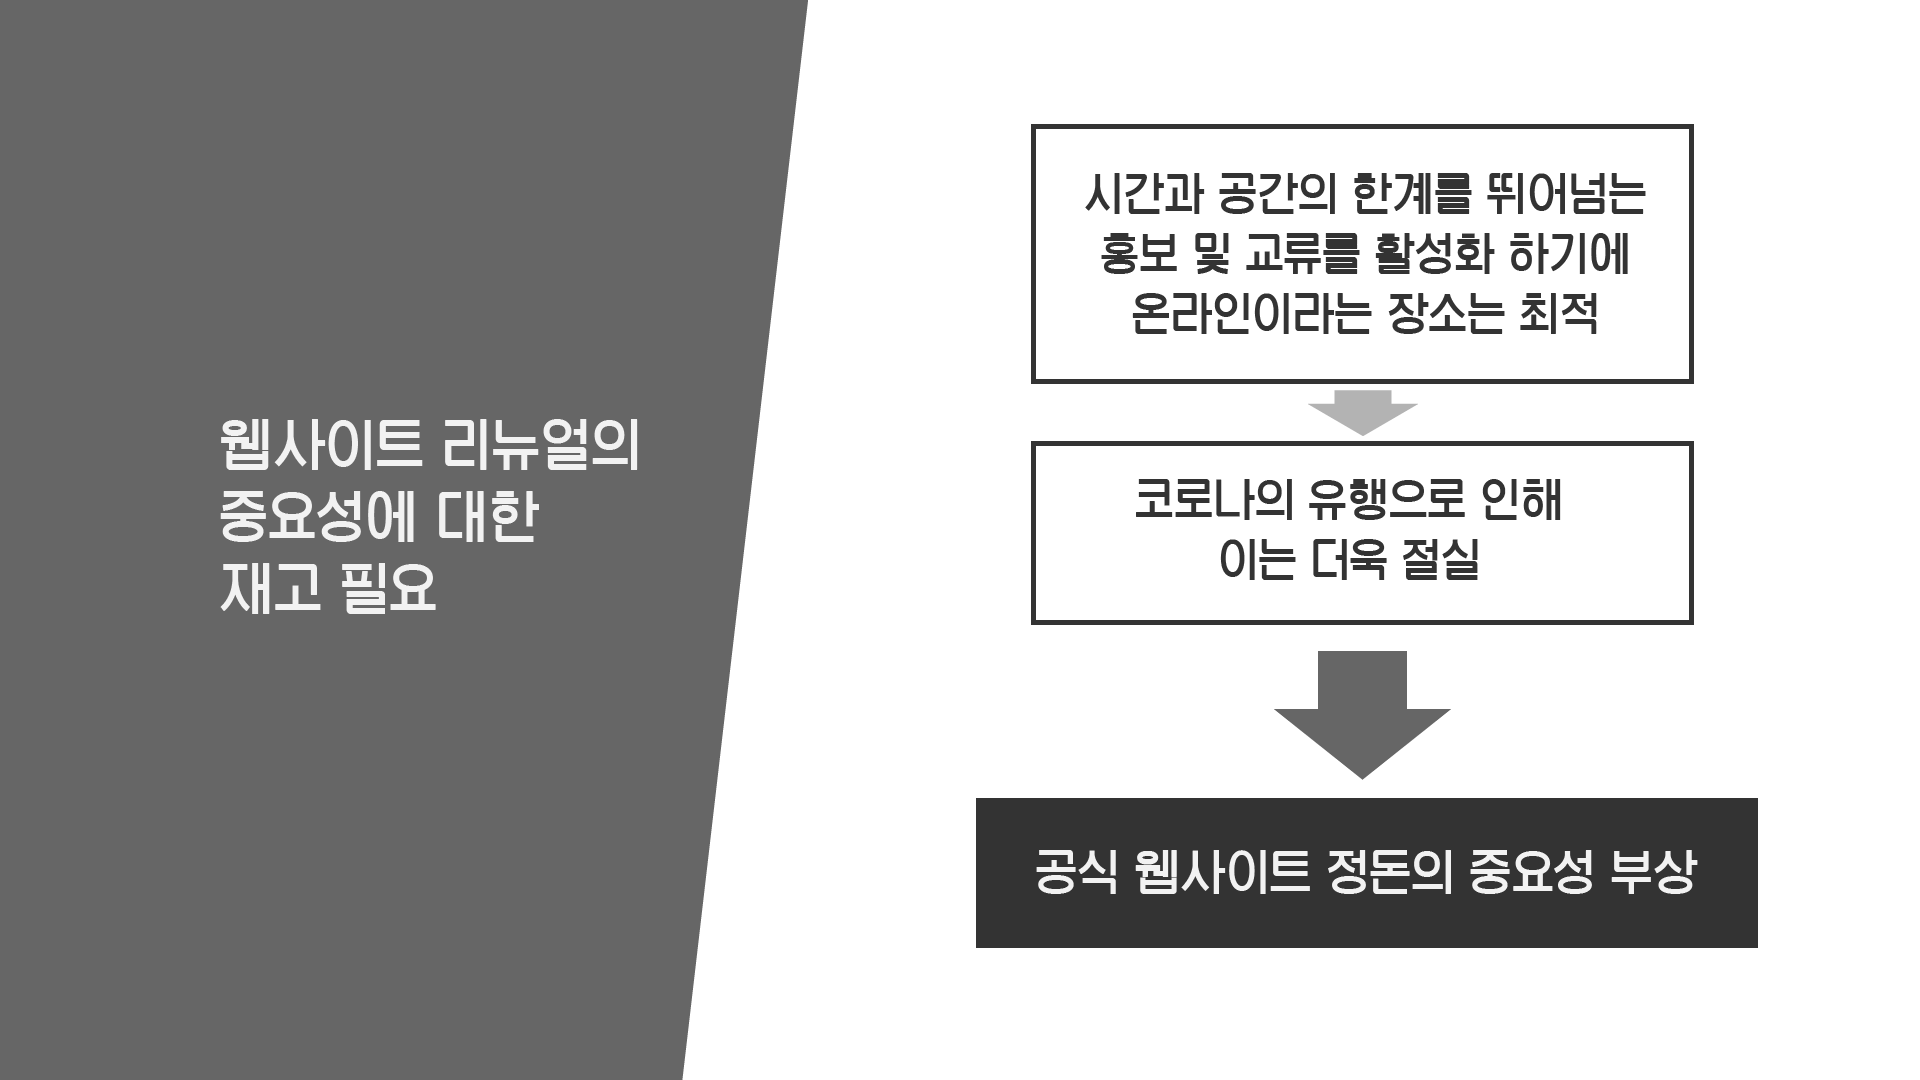 웹사이트 리뉴얼의
중요성에 대한
재고 필요
시간과 공간의 한계를 뛰어넘는
홍보 및 교류를 활성화 하기에
온라인이라는 장소는 최적
코로나의 유행으로 인해
이는 더욱 절실
공식 웹사이트 정돈의 중요성 부상